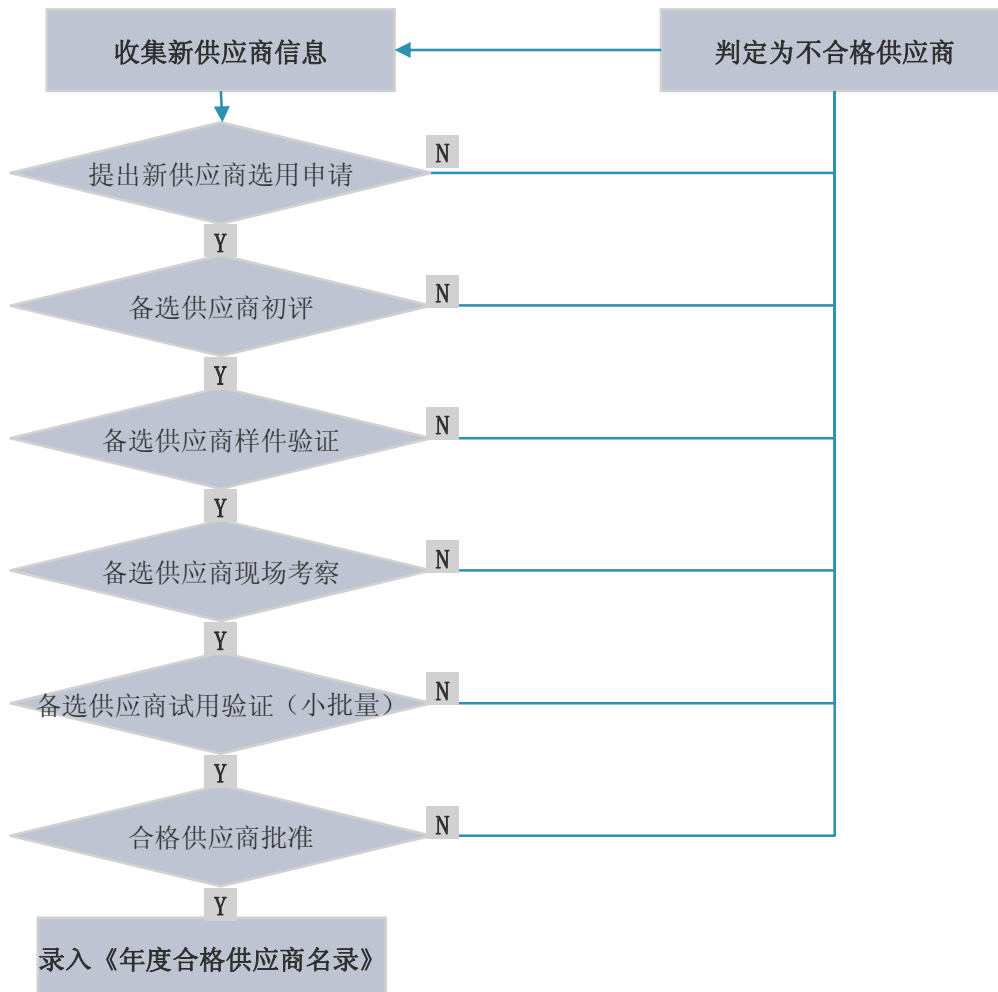 收集新供应商信息
判定为不合格供应商
N
提出新供应商选用申请
Y
N
备选供应商初评
Y
N
备选供应商样件验证
Y
N
备选供应商现场考察
Y
N
备选供应商试用验证（小批量）
Y
N
合格供应商批准
Y
录入《年度合格供应商名录》